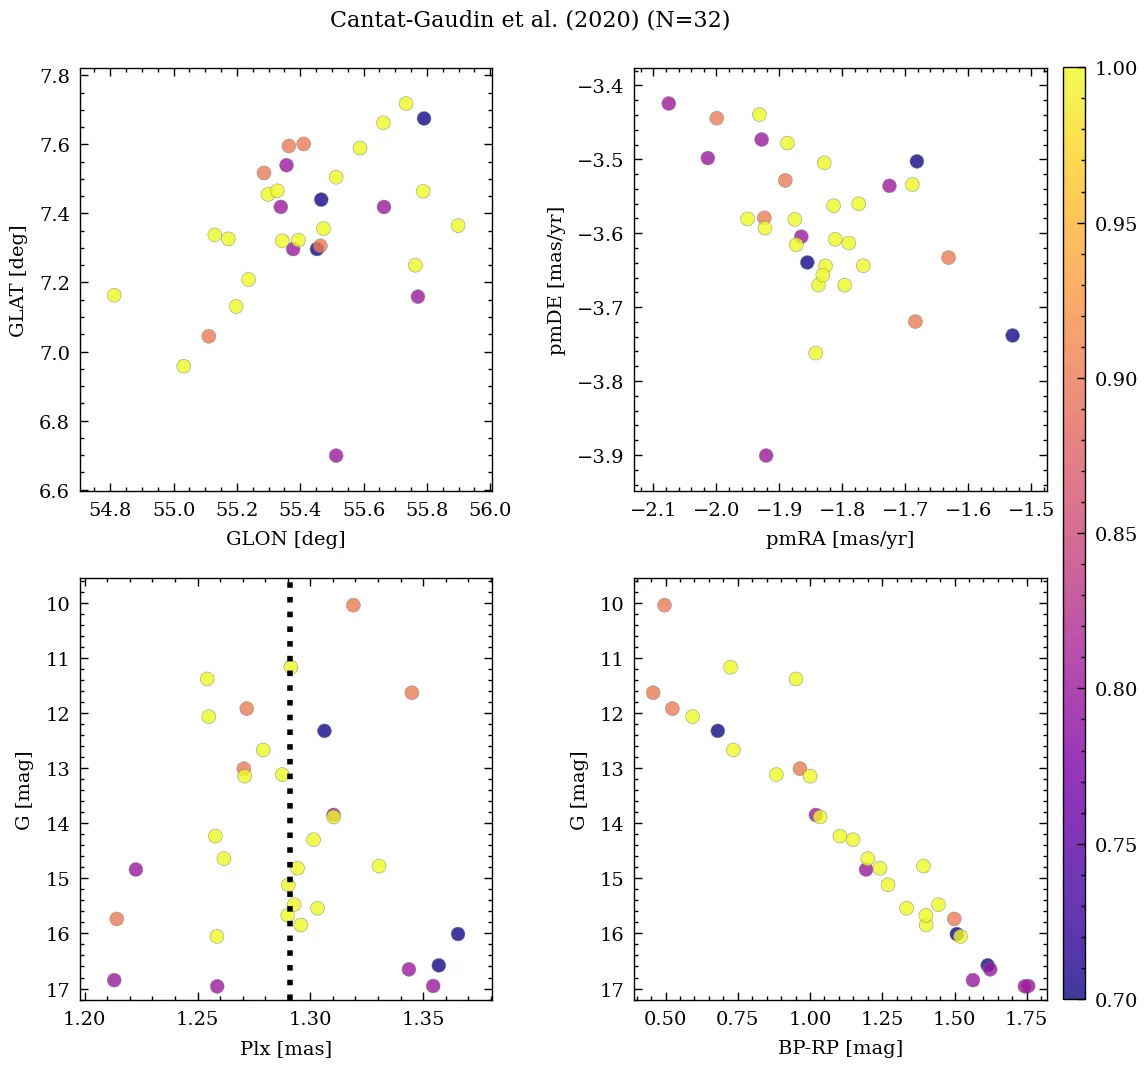 Cantat-Gaudin et al. (2020) (N=32)
7.8
7.6
7.4
7.2
7.0
6.8
6.6
GLAT [deg]
54.8 55.0 55.2 55.4 55.6 55.8 56.0
GLON [deg]
−3.4
−3.5
−3.6
−3.7
−3.8
−3.9
pmDE [mas/yr]
−2.1 −2.0 −1.9 −1.8 −1.7 −1.6 −1.5
pmRA [mas/yr]
1.00
0.95
0.90
0.85
0.80
0.75
0.70
10
11
12
13
14
15
16
17
G [mag]
1.20 1.25 1.30 1.35
Plx [mas]
10
11
12
13
14
15
16
17
G [mag]
0.50 0.75 1.00 1.25 1.50 1.75
BP-RP [mag]